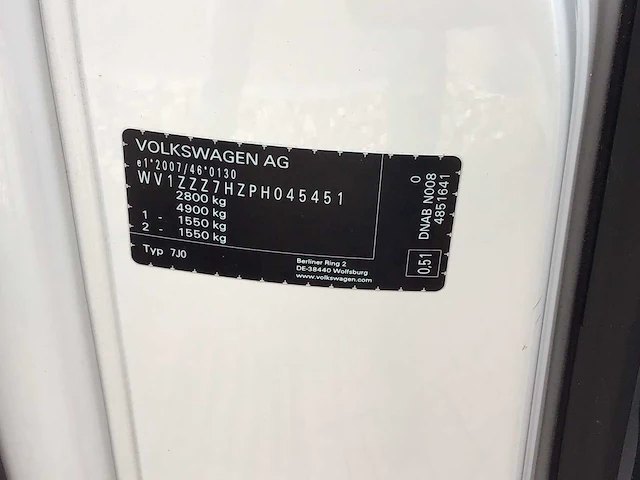 VOLKSWAGEN AG
e1*2007/46*0130
WV1ZZZ7HZPH045451
2800 kg
4900 kg
1 - 1550 kg
2 - 1550 kg
Typ 7J0
Berliner Ring 2
DE-38440 Wolfsburg
www.volkswagen.com
0
DNAB N008
4851641
0,51